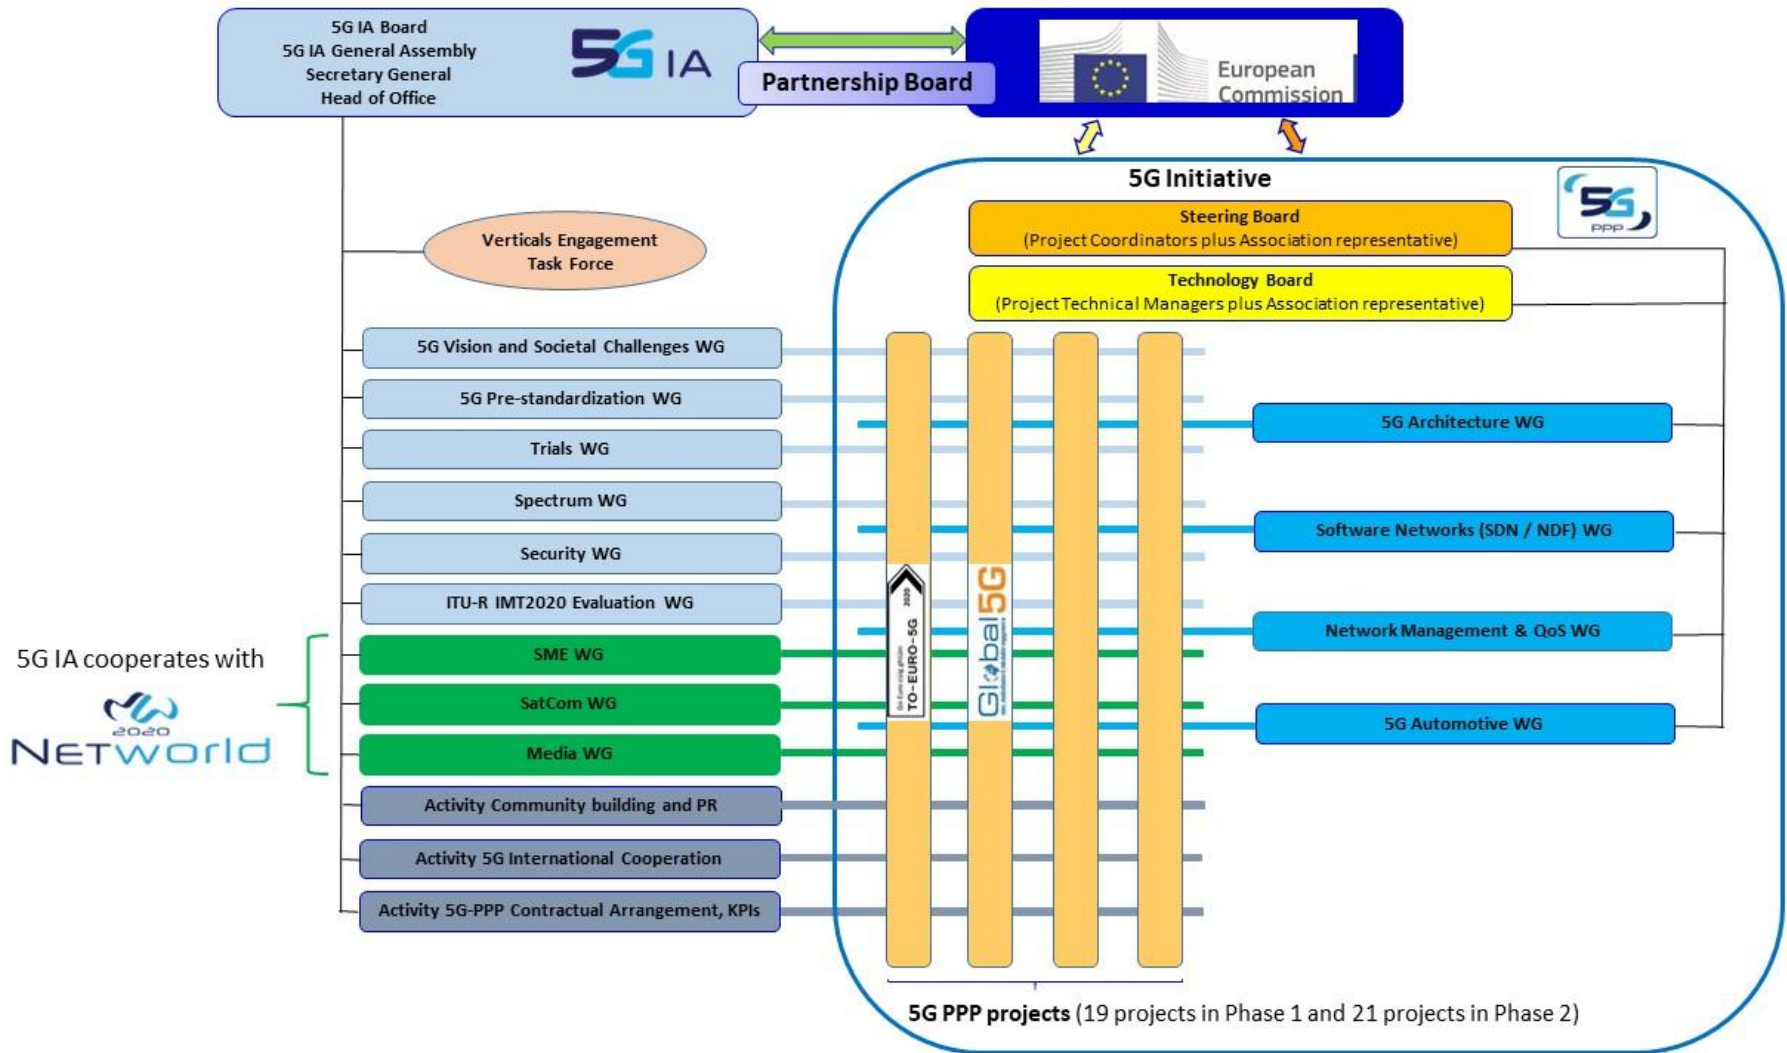 5G IA Board
5G IA General Assembly
Secretary General
Head of Office
5G IA
Partnership Board
European
Commission
5G Initiative
5G
PPP
Steering Board
(Project Coordinators plus Association representative)
Technology Board
(Project Technical Managers plus Association representative)
Verticals Engagement
Task Force
5G Vision and Societal Challenges WG
5G Pre-standardization WG
Trials WG
Spectrum WG
Security WG
ITU-R IMT2020 Evaluation WG
SME WG
SatCom WG
Media WG
Activity Community building and PR
Activity 5G International Cooperation
Activity 5G-PPP Contractual Arrangement, KPIs
5G IA cooperates with
2020
NETWorld
TO-EURO-5G
2020
Global5G
5G Architecture WG
Software Networks (SDN / NDF) WG
Network Management & QoS WG
5G Automotive WG
5G PPP projects (19 projects in Phase 1 and 21 projects in Phase 2)